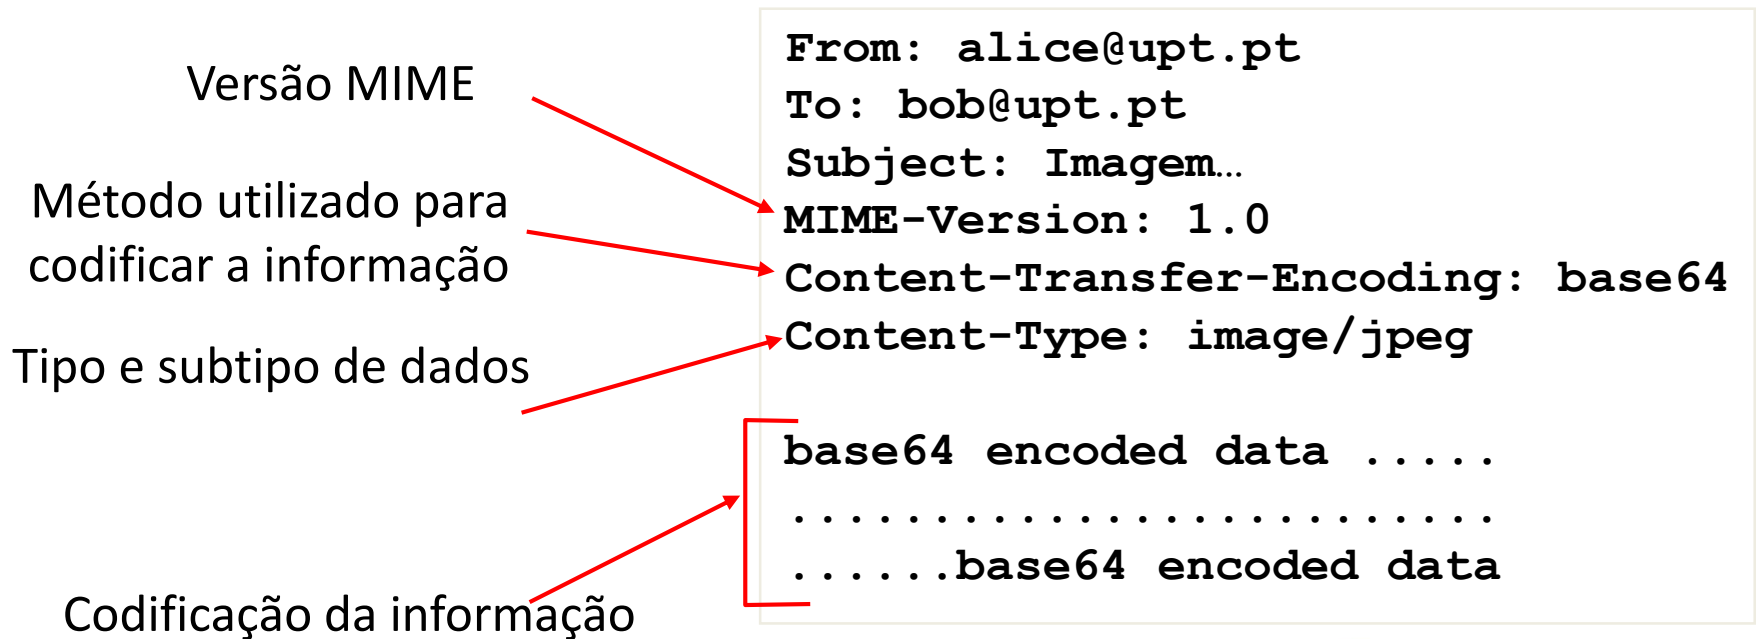 Versão MIME
Método utilizado para
codificar a informação
Tipo e subtipo de dados
Codificação da informação
From: alice@upt.pt
To: bob@upt.pt
Subject: Imagem…
MIME-Version: 1.0
Content-Transfer-Encoding: base64
Content-Type: image/jpeg
base64 encoded data .....
.........................
......base64 encoded data